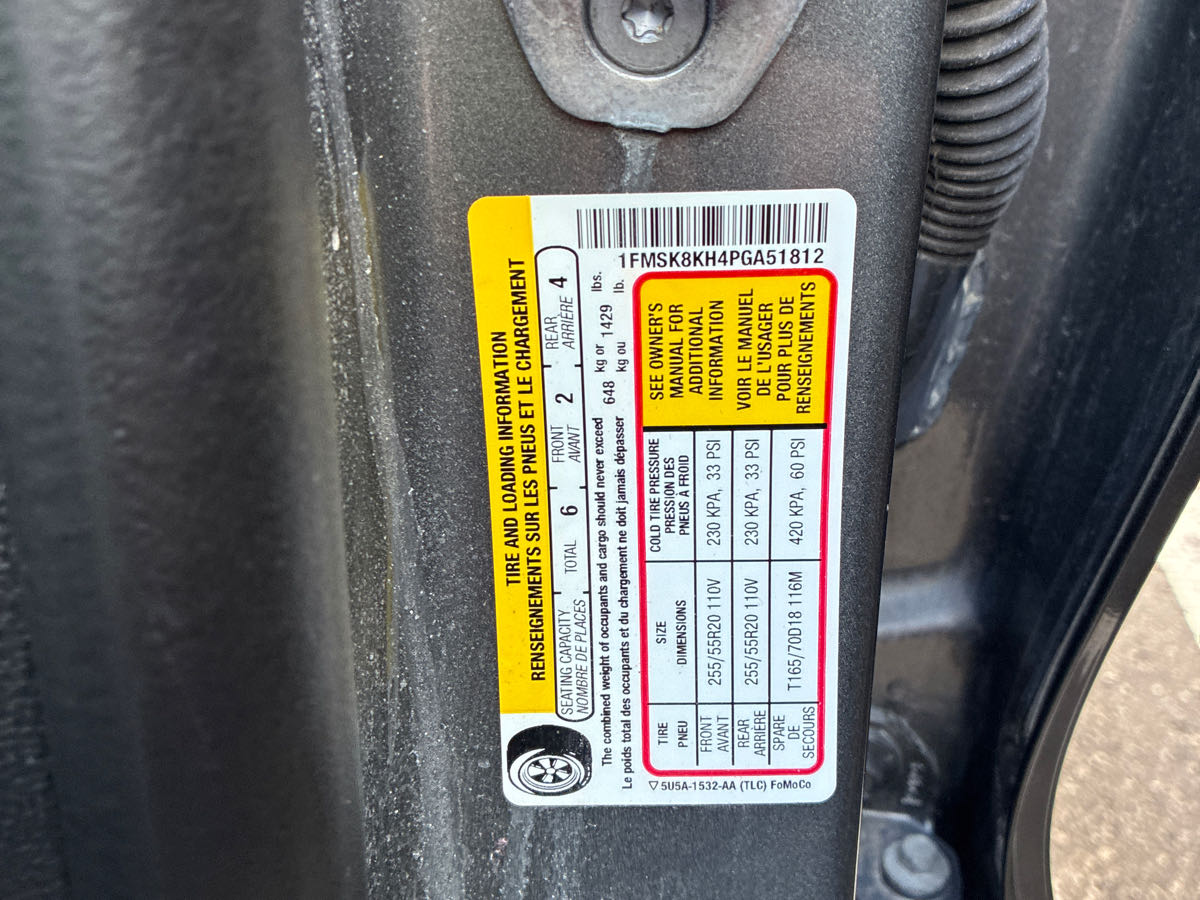 1FMSK8KH4PGA51812
TIRE AND LOADING INFORMATION
RENSEIGNEMENTS SUR LES PNEUS ET LE CHARGEMENT
SEATING CAPACITY TOTAL 6 FRONT 2 REAR 4
NOMBRE DE PLACES AVANT ARRIÈRE
The combined weight of occupants and cargo should never exceed 648 kg or 1429 lbs.
Le poids total des occupants et du chargement ne doit jamais dépasser kg ou lb.
TIRE SIZE COLD TIRE PRESSURE
PNEU DIMENSIONS PRESSION DES
PNEUS À FROID
FRONT 255/55R20 110V 230 KPA, 33 PSI
AVANT
REAR 255/55R20 110V 230 KPA, 33 PSI
ARRIÈRE
SPARE T165/70D18 116M 420 KPA, 60 PSI
DE
SECOURS
SEE OWNER'S
MANUAL FOR
ADDITIONAL
INFORMATION
VOIR LE MANUEL
DE L'USAGER
POUR PLUS DE
RENSEIGNEMENTS
5U5A-1532-AA (TLC) FoMoCo